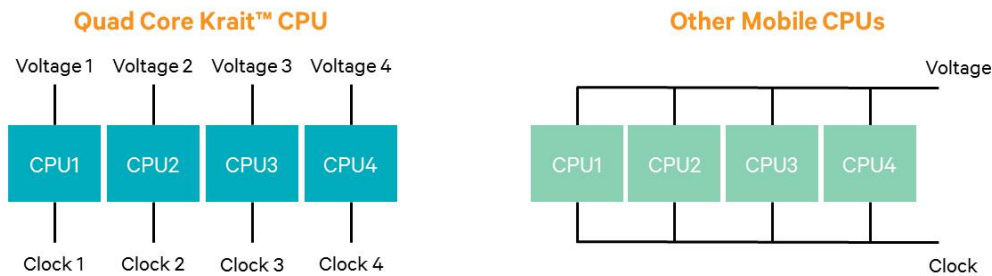 Quad Core Krait™ CPU
Other Mobile CPUs
Voltage 1 Voltage 2 Voltage 3 Voltage 4
Voltage
CPU1 CPU2 CPU3 CPU4
CPU1 CPU2 CPU3 CPU4
Clock 1 Clock 2 Clock 3 Clock 4
Clock